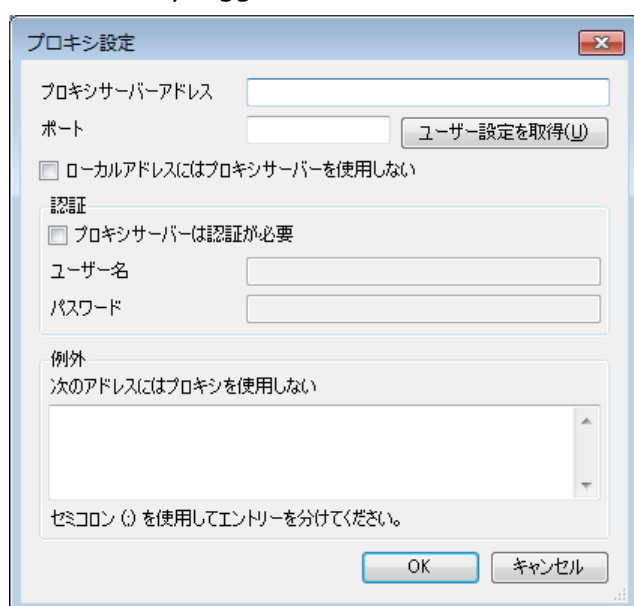 プロキシ設定
プロキシサーバーアドレス
ポート
ユーザー設定を取得(U)
ローカルアドレスにはプロキシサーバーを使用しない
認証
プロキシサーバーは認証が必要
ユーザー名
パスワード
例外
次のアドレスにはプロキシを使用しない
セミコロン (;) を使用してエントリーを分けてください。
OK
キャンセル